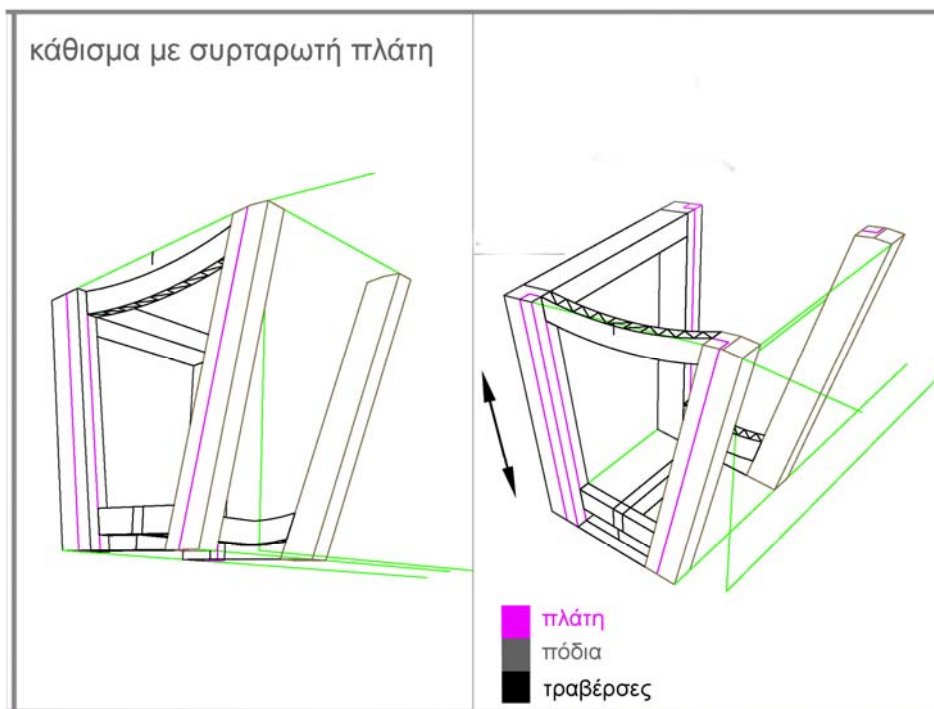 κάθισμα με συρταρωτή πλάτη
πλάτη
πόδια
τραβέρσες